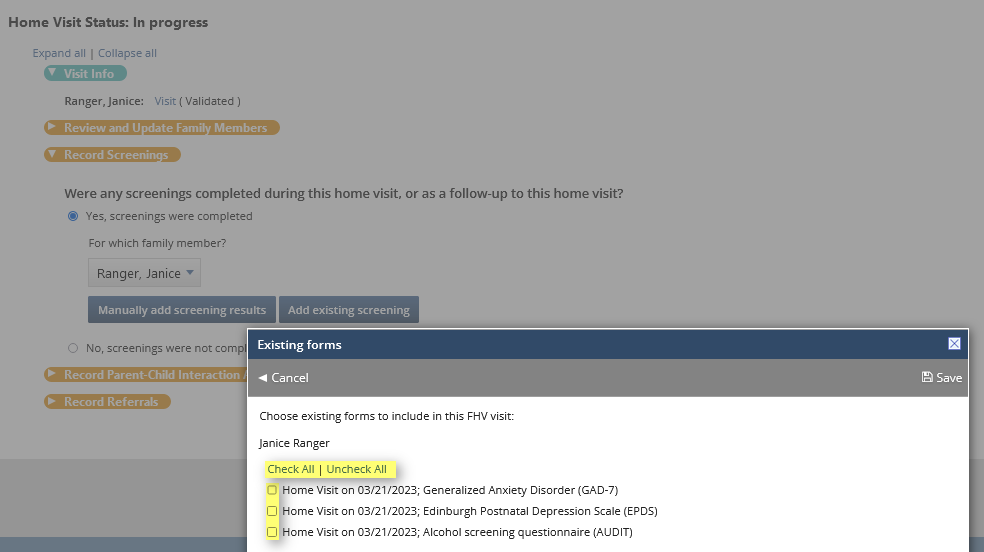 Home Visit Status: In progress
Expand all | Collapse all
Visit Info
Ranger, Janice: Visit ( Validated )
Review and Update Family Members
Record Screenings
Were any screenings completed during this home visit, or as a follow-up to this home visit?
Yes, screenings were completed
For which family member?
Ranger, Janice
Manually add screening results Add existing screening
No, screenings were not compl
Record Parent-Child Interaction A
Record Referrals
Existing forms
Cancel Save
Choose existing forms to include in this FHV visit:
Janice Ranger
Check All | Uncheck All
Home Visit on 03/21/2023; Generalized Anxiety Disorder (GAD-7)
Home Visit on 03/21/2023; Edinburgh Postnatal Depression Scale (EPDS)
Home Visit on 03/21/2023; Alcohol screening questionnaire (AUDIT)